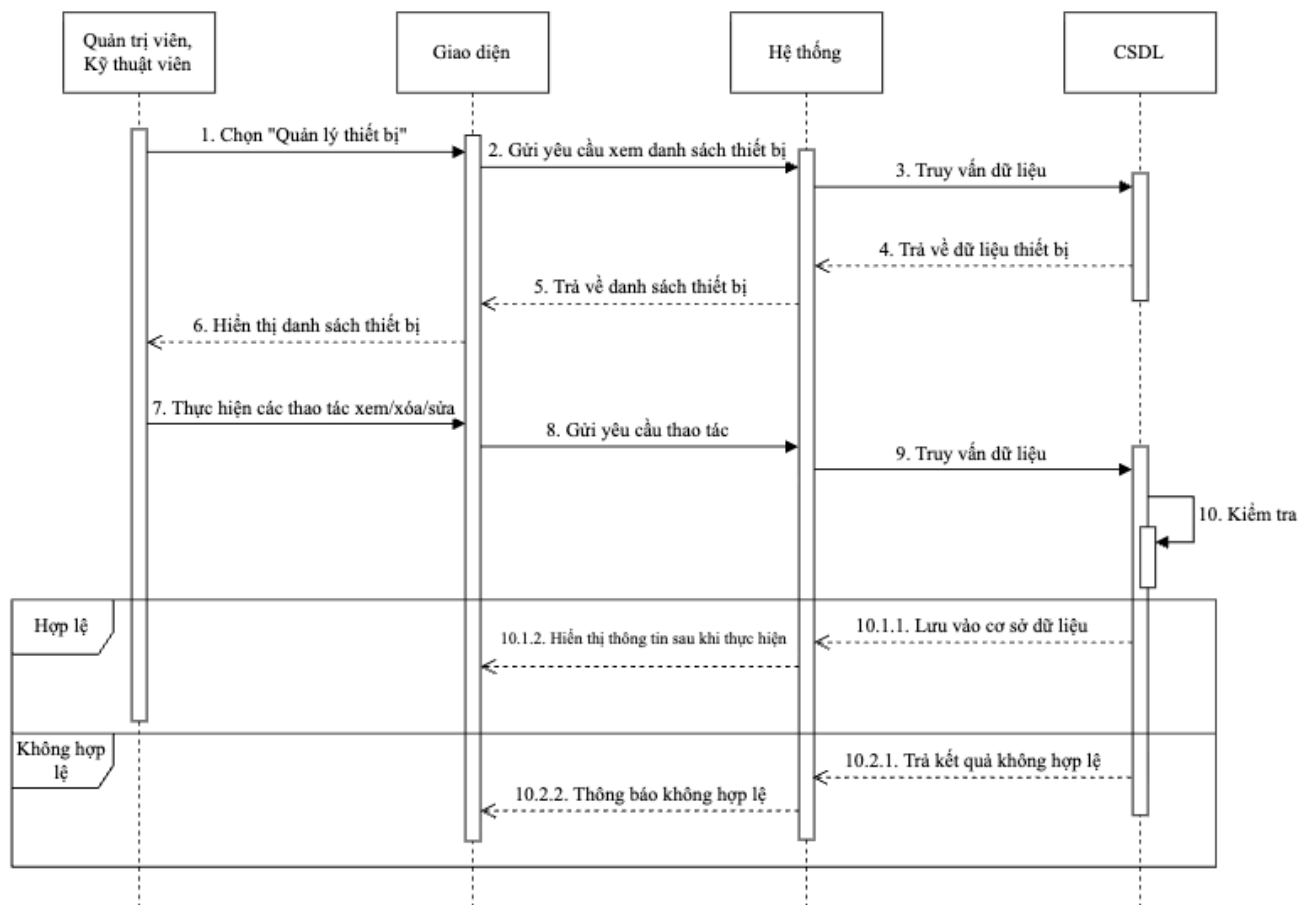 Quản trị viên,
Kỹ thuật viên
Giao diện
Hệ thống
CSDL
1. Chọn "Quản lý thiết bị"
2. Gửi yêu cầu xem danh sách thiết bị
3. Truy vấn dữ liệu
4. Trả về dữ liệu thiết bị
5. Trả về danh sách thiết bị
6. Hiển thị danh sách thiết bị
7. Thực hiện các thao tác xem/xóa/sửa
8. Gửi yêu cầu thao tác
9. Truy vấn dữ liệu
10. Kiểm tra
Hợp lệ
10.1.1. Lưu vào cơ sở dữ liệu
10.1.2. Hiển thị thông tin sau khi thực hiện
Không hợp
lệ
10.2.1. Trả kết quả không hợp lệ
10.2.2. Thông báo không hợp lệ